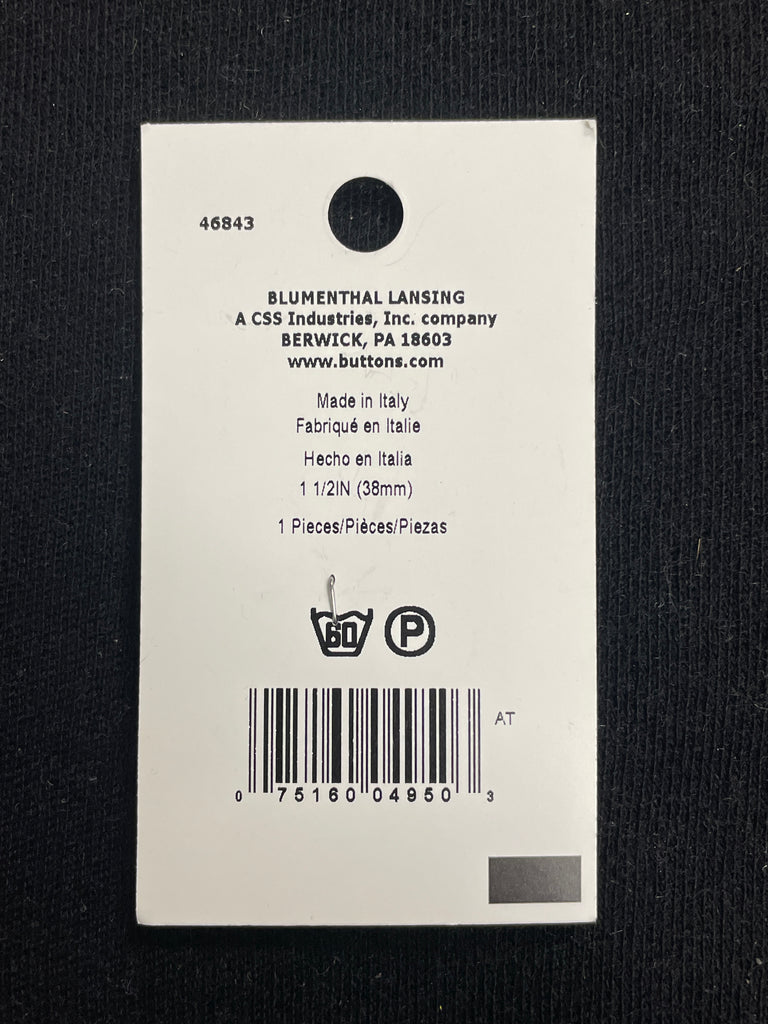 46843
BLUMENTHAL LANSING
A CSS Industries, Inc. company
BERWICK, PA 18603
www.buttons.com
Made in Italy
Fabriqué en Italie
Hecho en Italia
1 1/2IN (38mm)
1 Pieces/Pièces/Piezas
60 P
AT
0 75160 04950 3